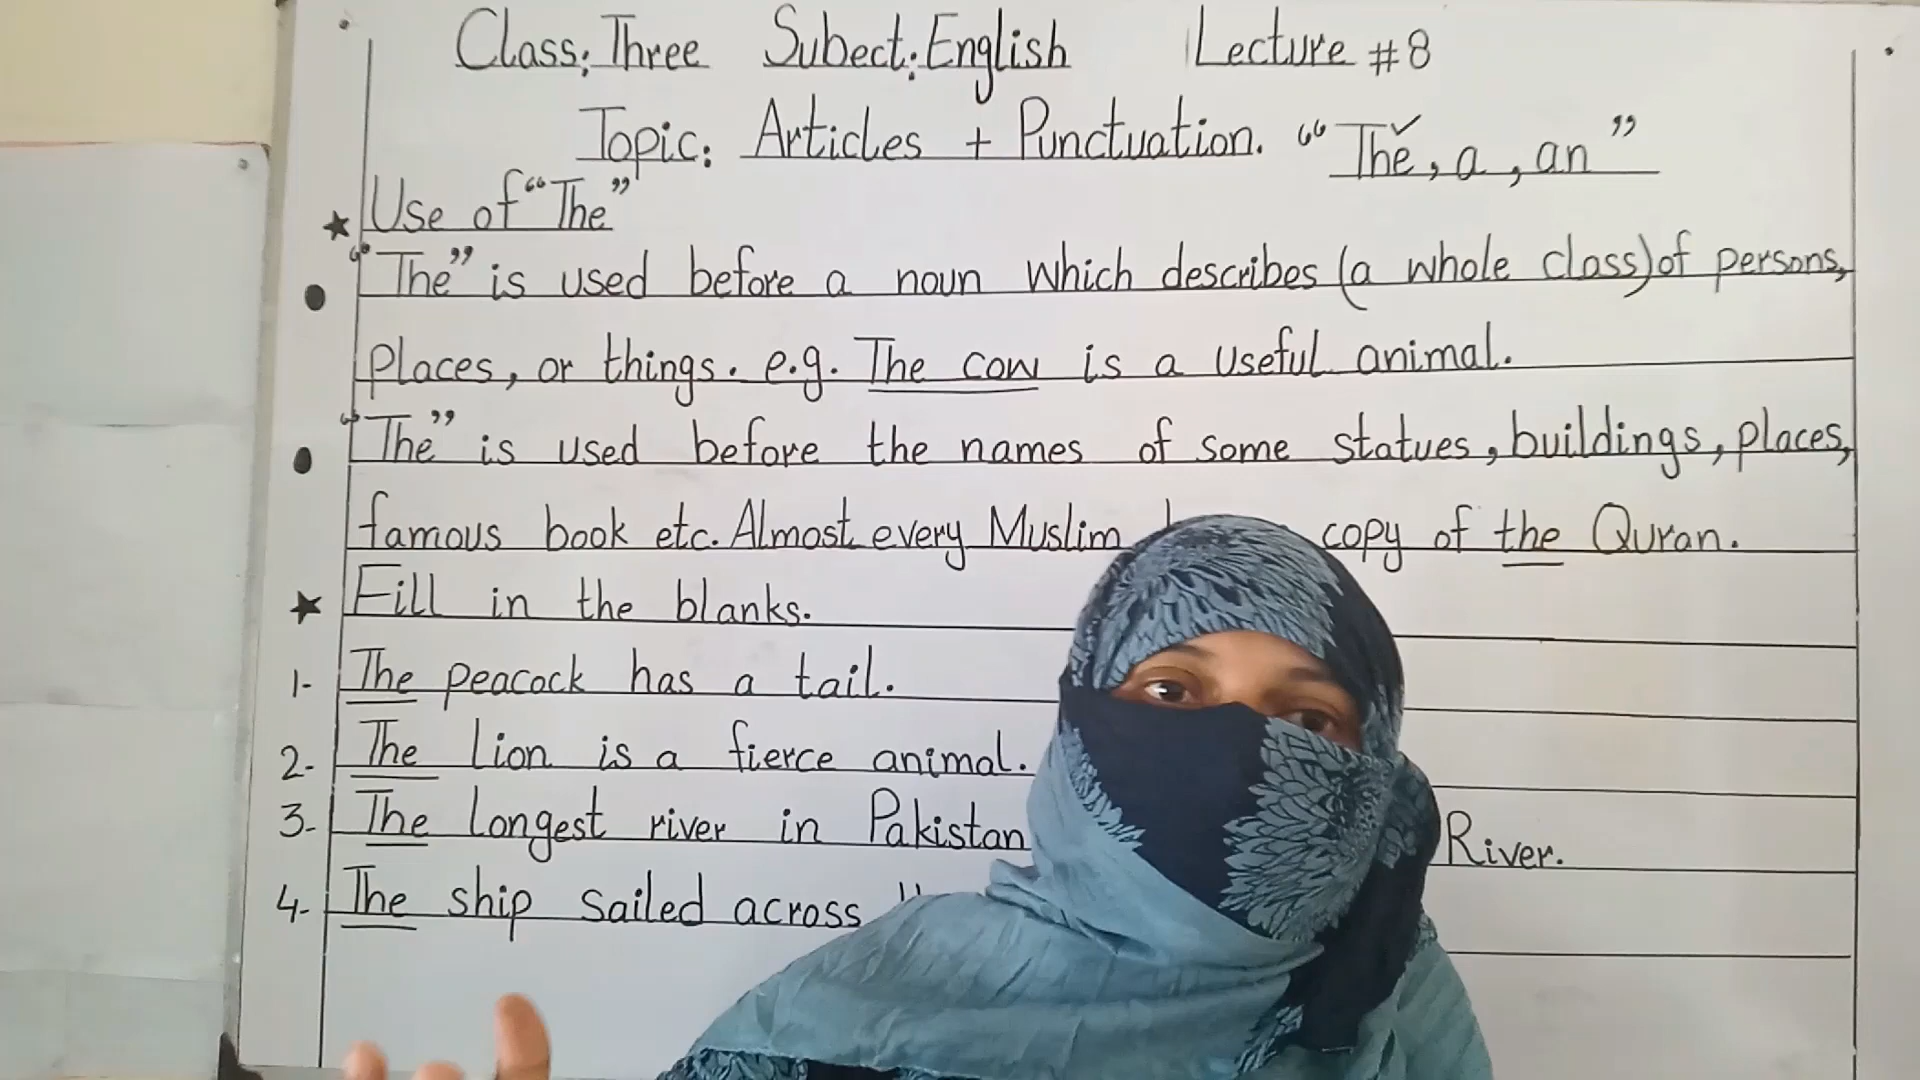 Class: Three Subect: English Lecture #8
Topic: Articles + Punctuation. "The, a, an"
Use of "The"
"The" is used before a noun which describes (a whole class) of persons,
places, or things. e.g. The cow is a useful animal.
"The" is used before the names of some statues, buildings, places,
famous book etc. Almost every Muslim copy of the Quran.
Fill in the blanks.
1- The peacock has a tail.
2- The lion is a fierce animal.
3- The longest river in Pakistan River.
4- The ship sailed across